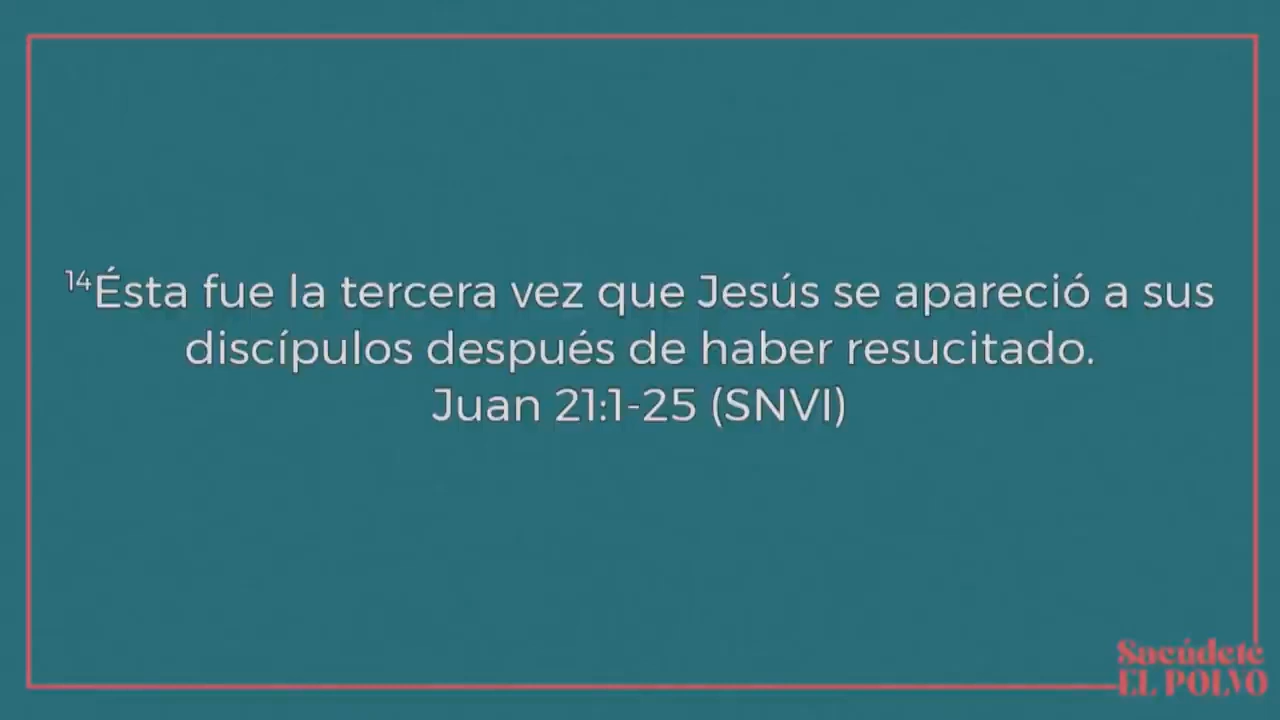 ¹⁴Ésta fue la tercera vez que Jesús se apareció a sus
discípulos después de haber resucitado.
Juan 21:1-25 (SNVI)
Sacúdete
EL POLVO